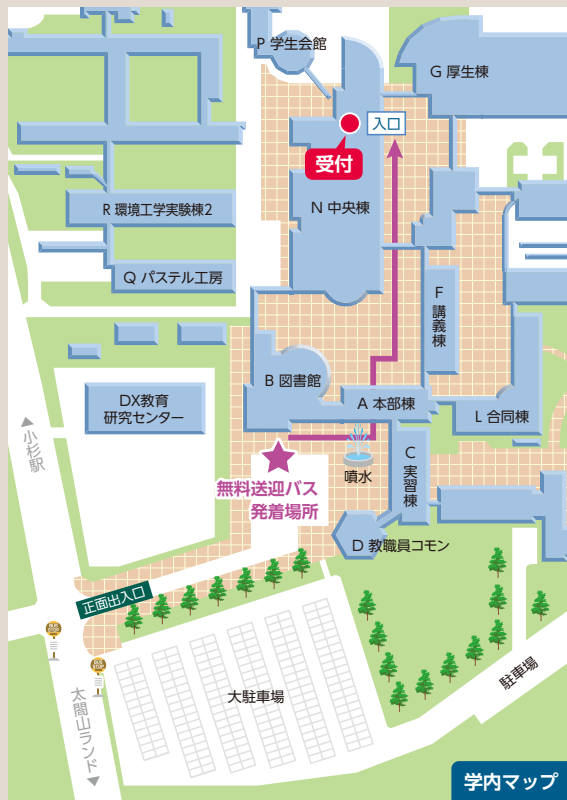 P 学生会館
G 厚生棟
入口
受付
R 環境工学実験棟2
N 中央棟
Q パステル工房
F 講義棟
B 図書館
DX教育
研究センター
A 本部棟
L 合同棟
小杉駅
C 実習棟
噴水
無料送迎バス
発着場所
D 教職員コモン
正面出入口
BUS STOP
BUS STOP
駐車場
大駐車場
太閤山ランド
学内マップ